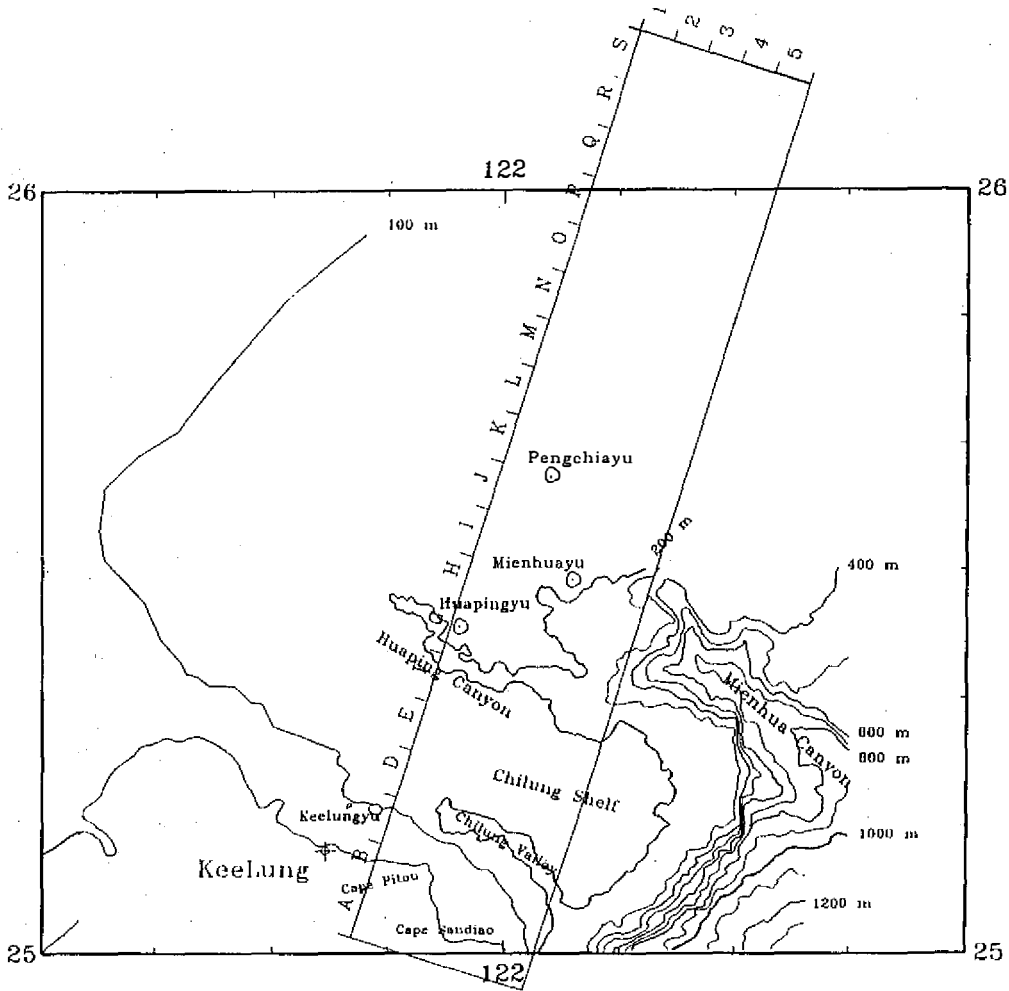 1
2
3
4
5
S
R
Q
P
O
N
M
L
K
J
I
H
G
E
D
B
A
122
26
26
100 m
Pengchiayu
200 m
Mienhuayu
400 m
Huapingyu
Huaping Canyon
Mienhua Canyon
600 m
800 m
Chilung Shelf
Keelungyu
Chilung Valley
1000 m
KeeLung
Cape Pitou
1200 m
Cape Sandiao
25
25
122